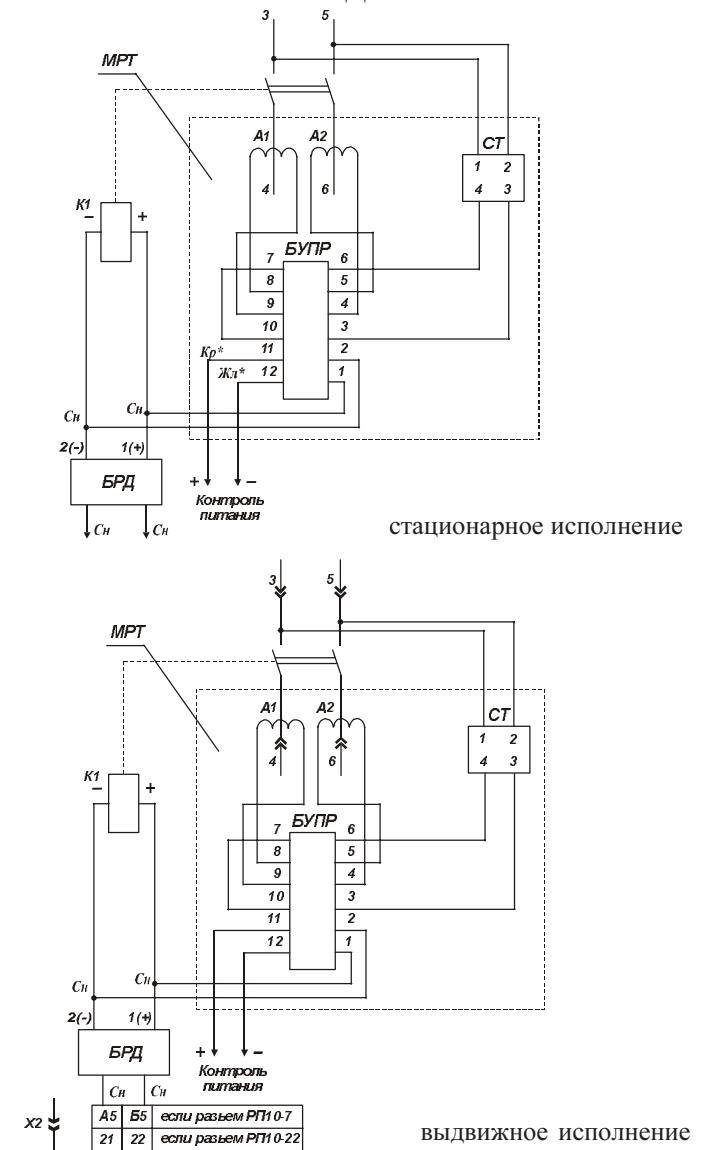 3 5
МРТ
А1 А2
СТ
1 2
4 3
4 6
К1
– +
БУПР
7 6
8 5
9 4
10 3
11 2
12 1
Кр*
Жл*
Сн Сн
2(-) 1(+)
БРД
Сн Сн
+ –
Контроль
питания
стационарное исполнение
3 5
МРТ
А1 А2
СТ
1 2
4 3
4 6
К1
– +
БУПР
7 6
8 5
9 4
10 3
11 2
12 1
Сн Сн
2(-) 1(+)
БРД
+ –
Контроль
питания
Сн Сн
Х2
А5 Б5 если разьем РП10-7
21 22 если разьем РП10-22
выдвижное исполнение